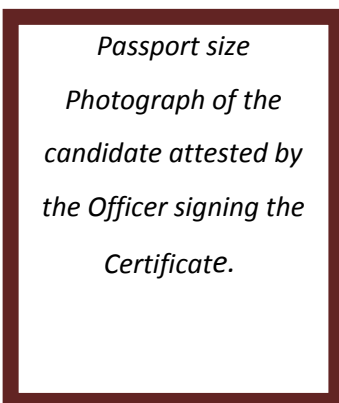 Passport size
Photograph of the
candidate attested by
the Officer signing the
Certificate.